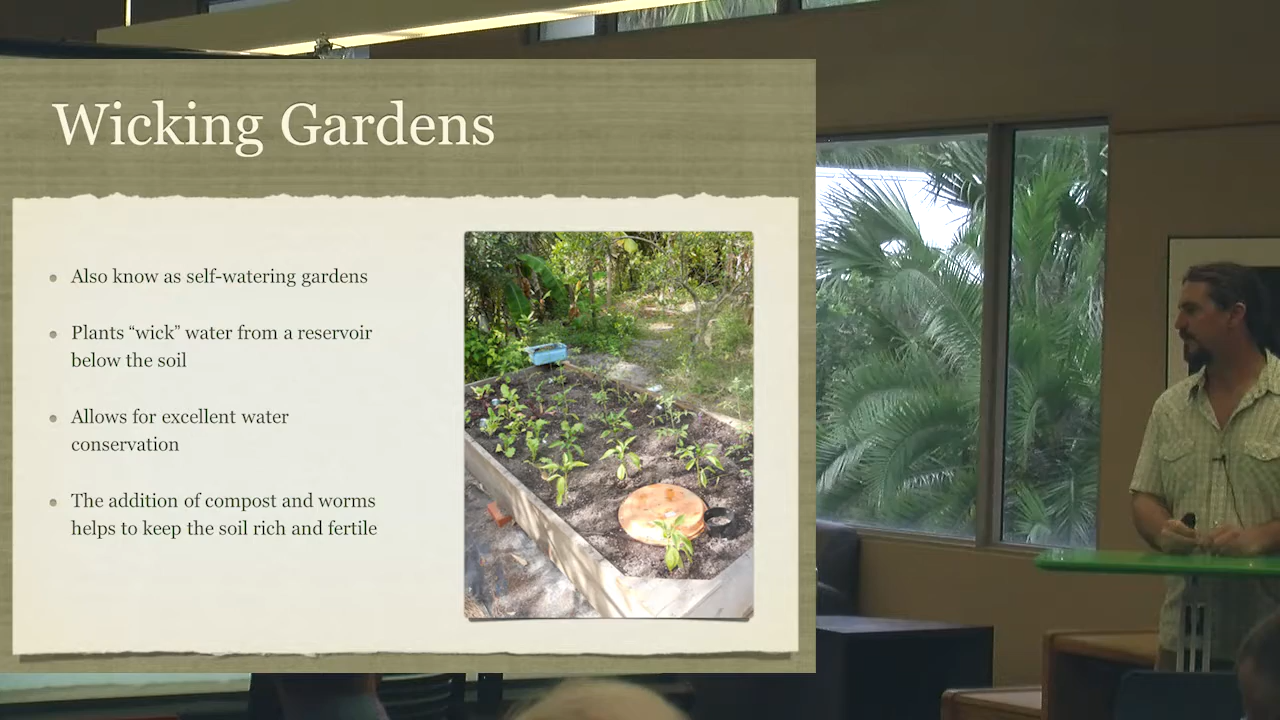 Wicking Gardens
Also know as self-watering gardens
Plants “wick” water from a reservoir
below the soil
Allows for excellent water
conservation
The addition of compost and worms
helps to keep the soil rich and fertile